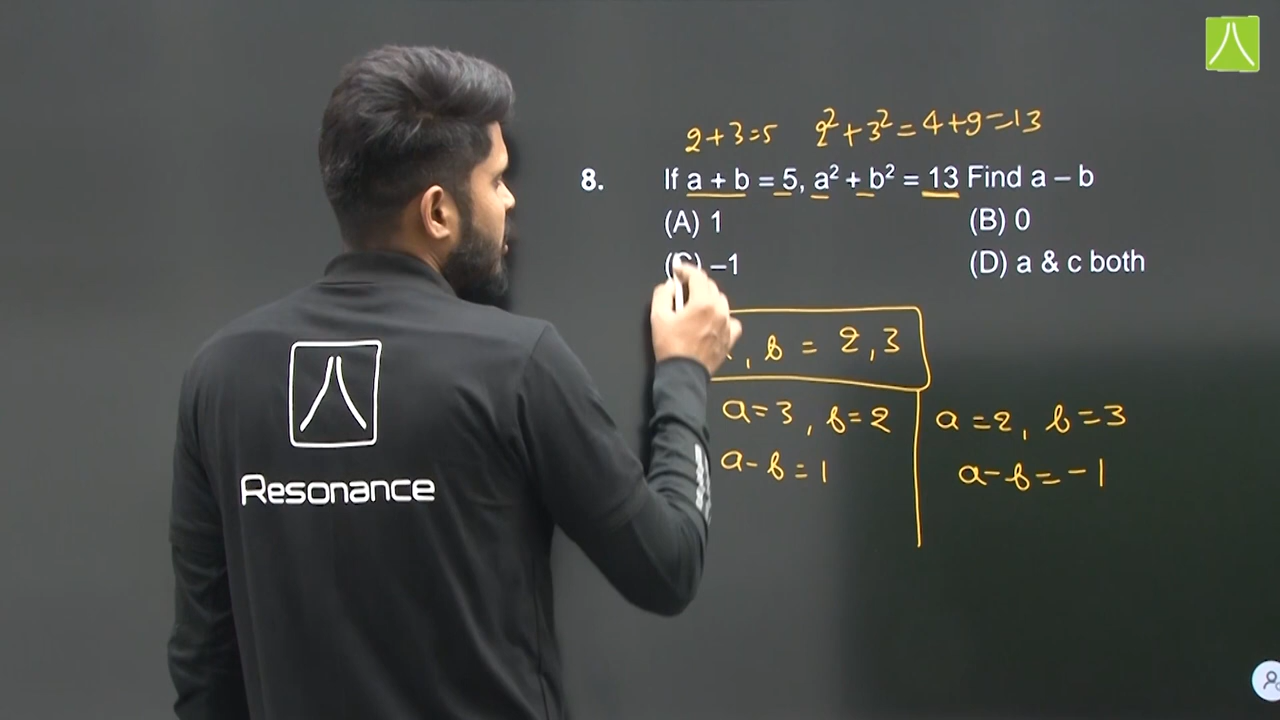 2+3=5 2²+3²=4+9=13
8. If a + b = 5, a² + b² = 13 Find a – b
(A) 1 (B) 0
(C) –1 (D) a & c both
, b = 2,3
a=3, b=2 a=2, b=3
a-b=1 a-b=-1
Resonance